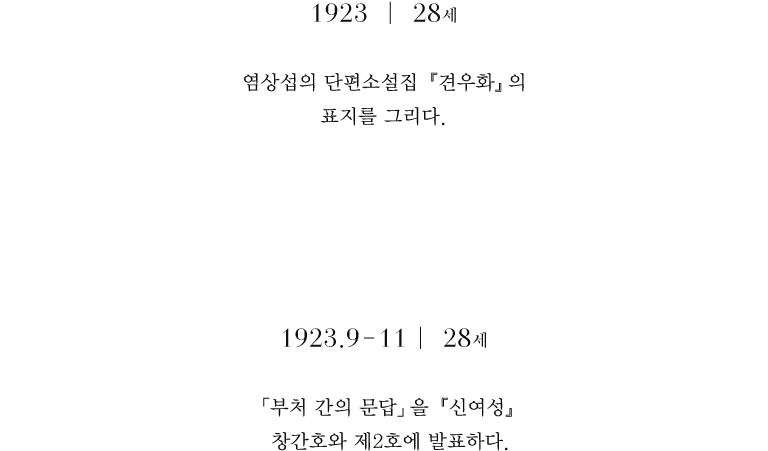 1923 | 28세
염상섭의 단편소설집 『견우화』의
표지를 그리다.
1923.9-11 | 28세
「부처 간의 문답」을 『신여성』
창간호와 제2호에 발표하다.